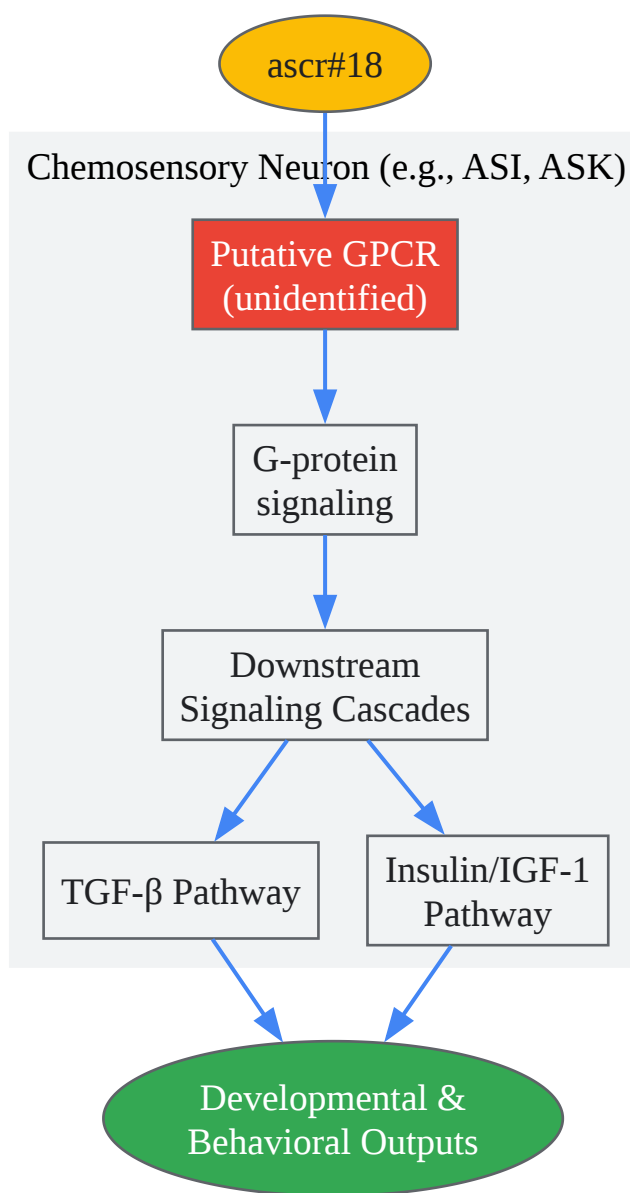 ascr#18
Chemosensory Neuron (e.g., ASI, ASK)
Putative GPCR
(unidentified)
G-protein
signaling
Downstream
Signaling Cascades
TGF-β Pathway
Insulin/IGF-1
Pathway
Developmental &
Behavioral Outputs